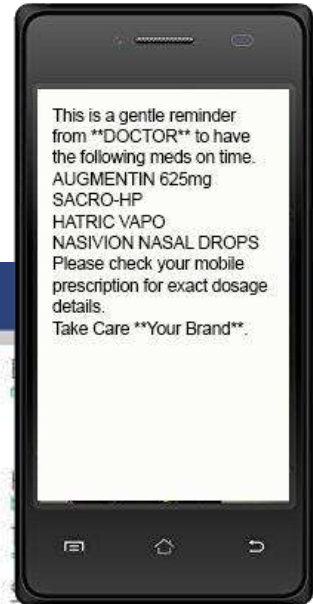 This is a gentle reminder
from **DOCTOR** to have
the following meds on time.
AUGMENTIN 625mg
SACRO-HP
HATRIC VAPO
NASIVION NASAL DROPS
Please check your mobile
prescription for exact dosage
details.
Take Care **Your Brand**.